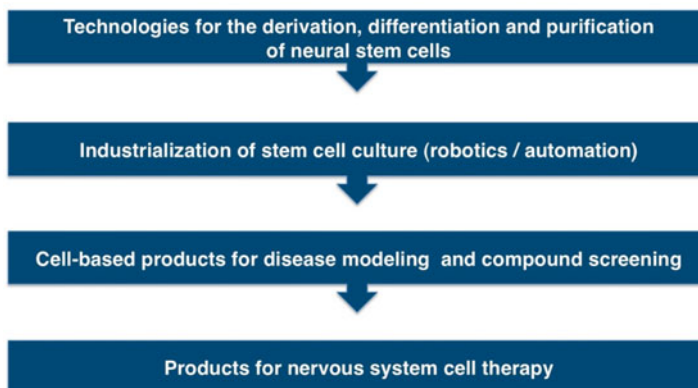 Technologies for the derivation, differentiation and purification
of neural stem cells
Industrialization of stem cell culture (robotics / automation)
Cell-based products for disease modeling and compound screening
Products for nervous system cell therapy